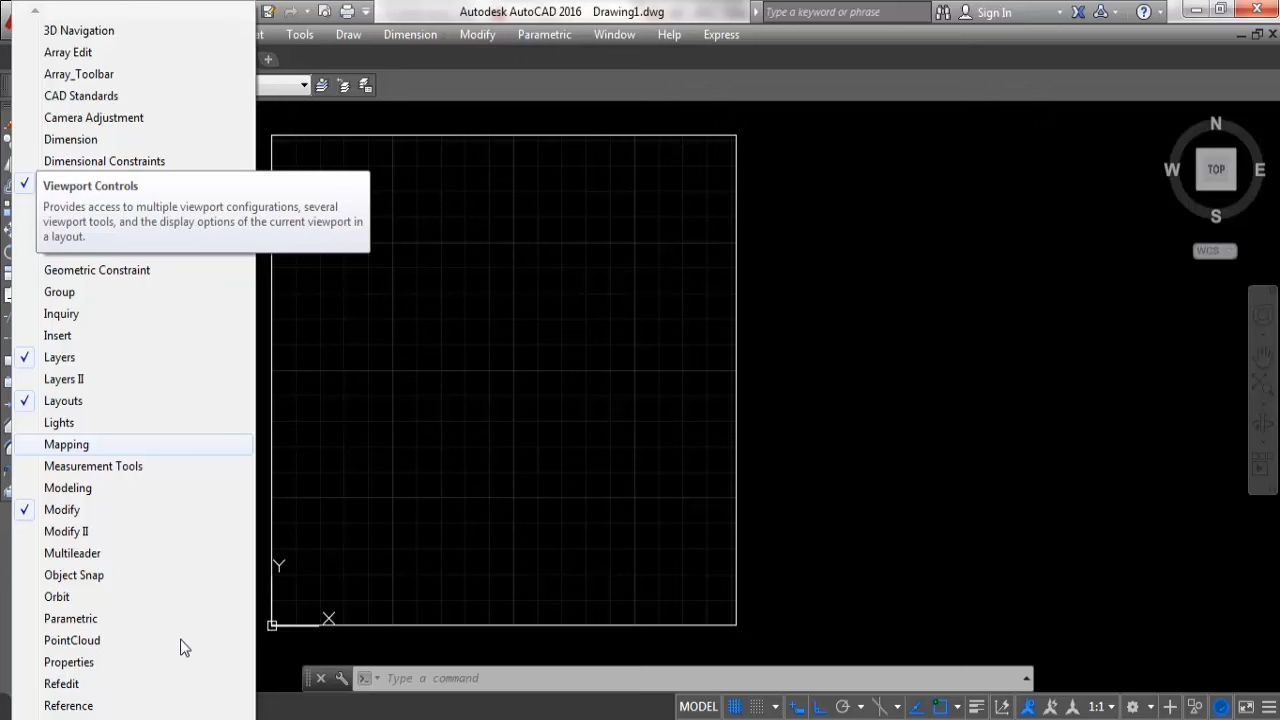 Autodesk AutoCAD 2016 Drawing1.dwg
Type a keyword or phrase
Sign In
Tools Draw Dimension Modify Parametric Window Help Express
3D Navigation
Array Edit
Array_Toolbar
CAD Standards
Camera Adjustment
Dimension
Dimensional Constraints
Viewport Controls
Provides access to multiple viewport configurations, several
viewport tools, and the display options of the current viewport in
a layout.
Geometric Constraint
Group
Inquiry
Insert
Layers
Layers II
Layouts
Lights
Mapping
Measurement Tools
Modeling
Modify
Modify II
Multileader
Object Snap
Orbit
Parametric
PointCloud
Properties
Refedit
Reference
N
W TOP E
S
WCS
Y
X
Type a command
MODEL 1:1